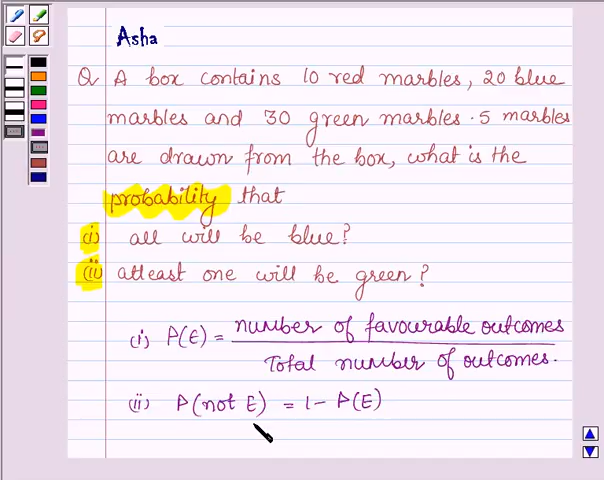 Asha
Q A box contains 10 red marbles, 20 blue
marbles and 30 green marbles. 5 marbles
are drawn from the box, what is the
probability that
(i) all will be blue?
(ii) atleast one will be green?
(i) P(E) = number of favourable outcomes
Total number of outcomes.
(ii) P(not E) = 1 - P(E)